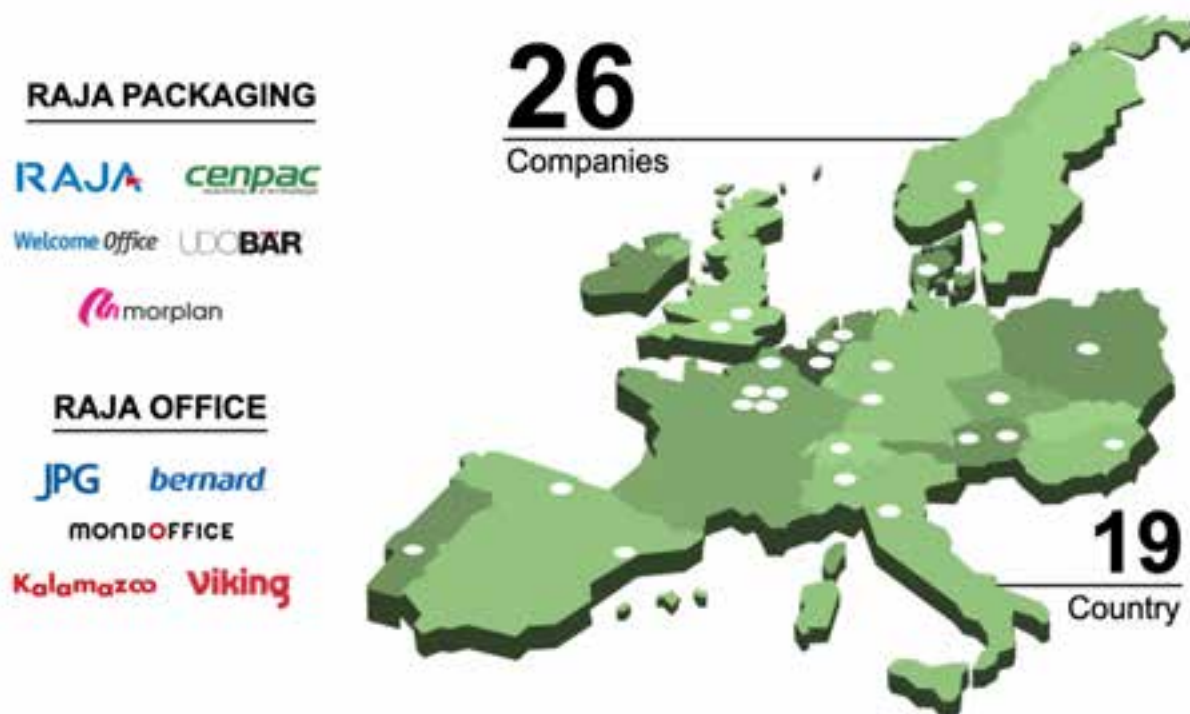 RAJA PACKAGING
RAJA cenpac
Welcome Office UDOBÄR
morplan
RAJA OFFICE
JPG bernard
MONDOFFICE
Kalamazoo Viking
26
Companies
19
Country